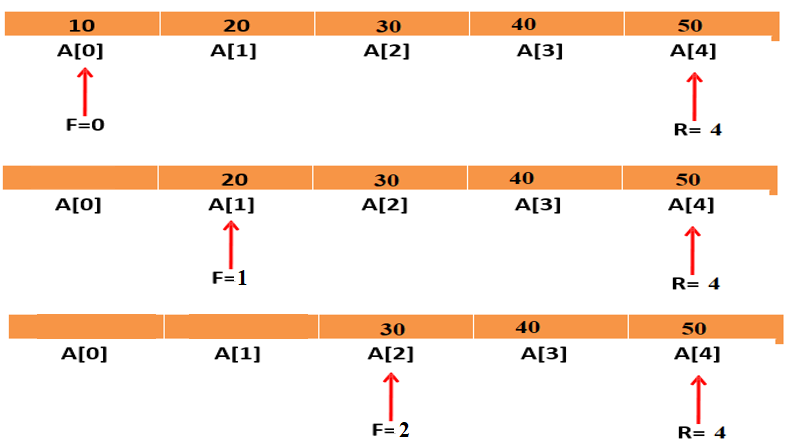 10 20 30 40 50
A[0] A[1] A[2] A[3] A[4]
F=0 R= 4
20 30 40 50
A[0] A[1] A[2] A[3] A[4]
F=1 R= 4
30 40 50
A[0] A[1] A[2] A[3] A[4]
F=2 R= 4